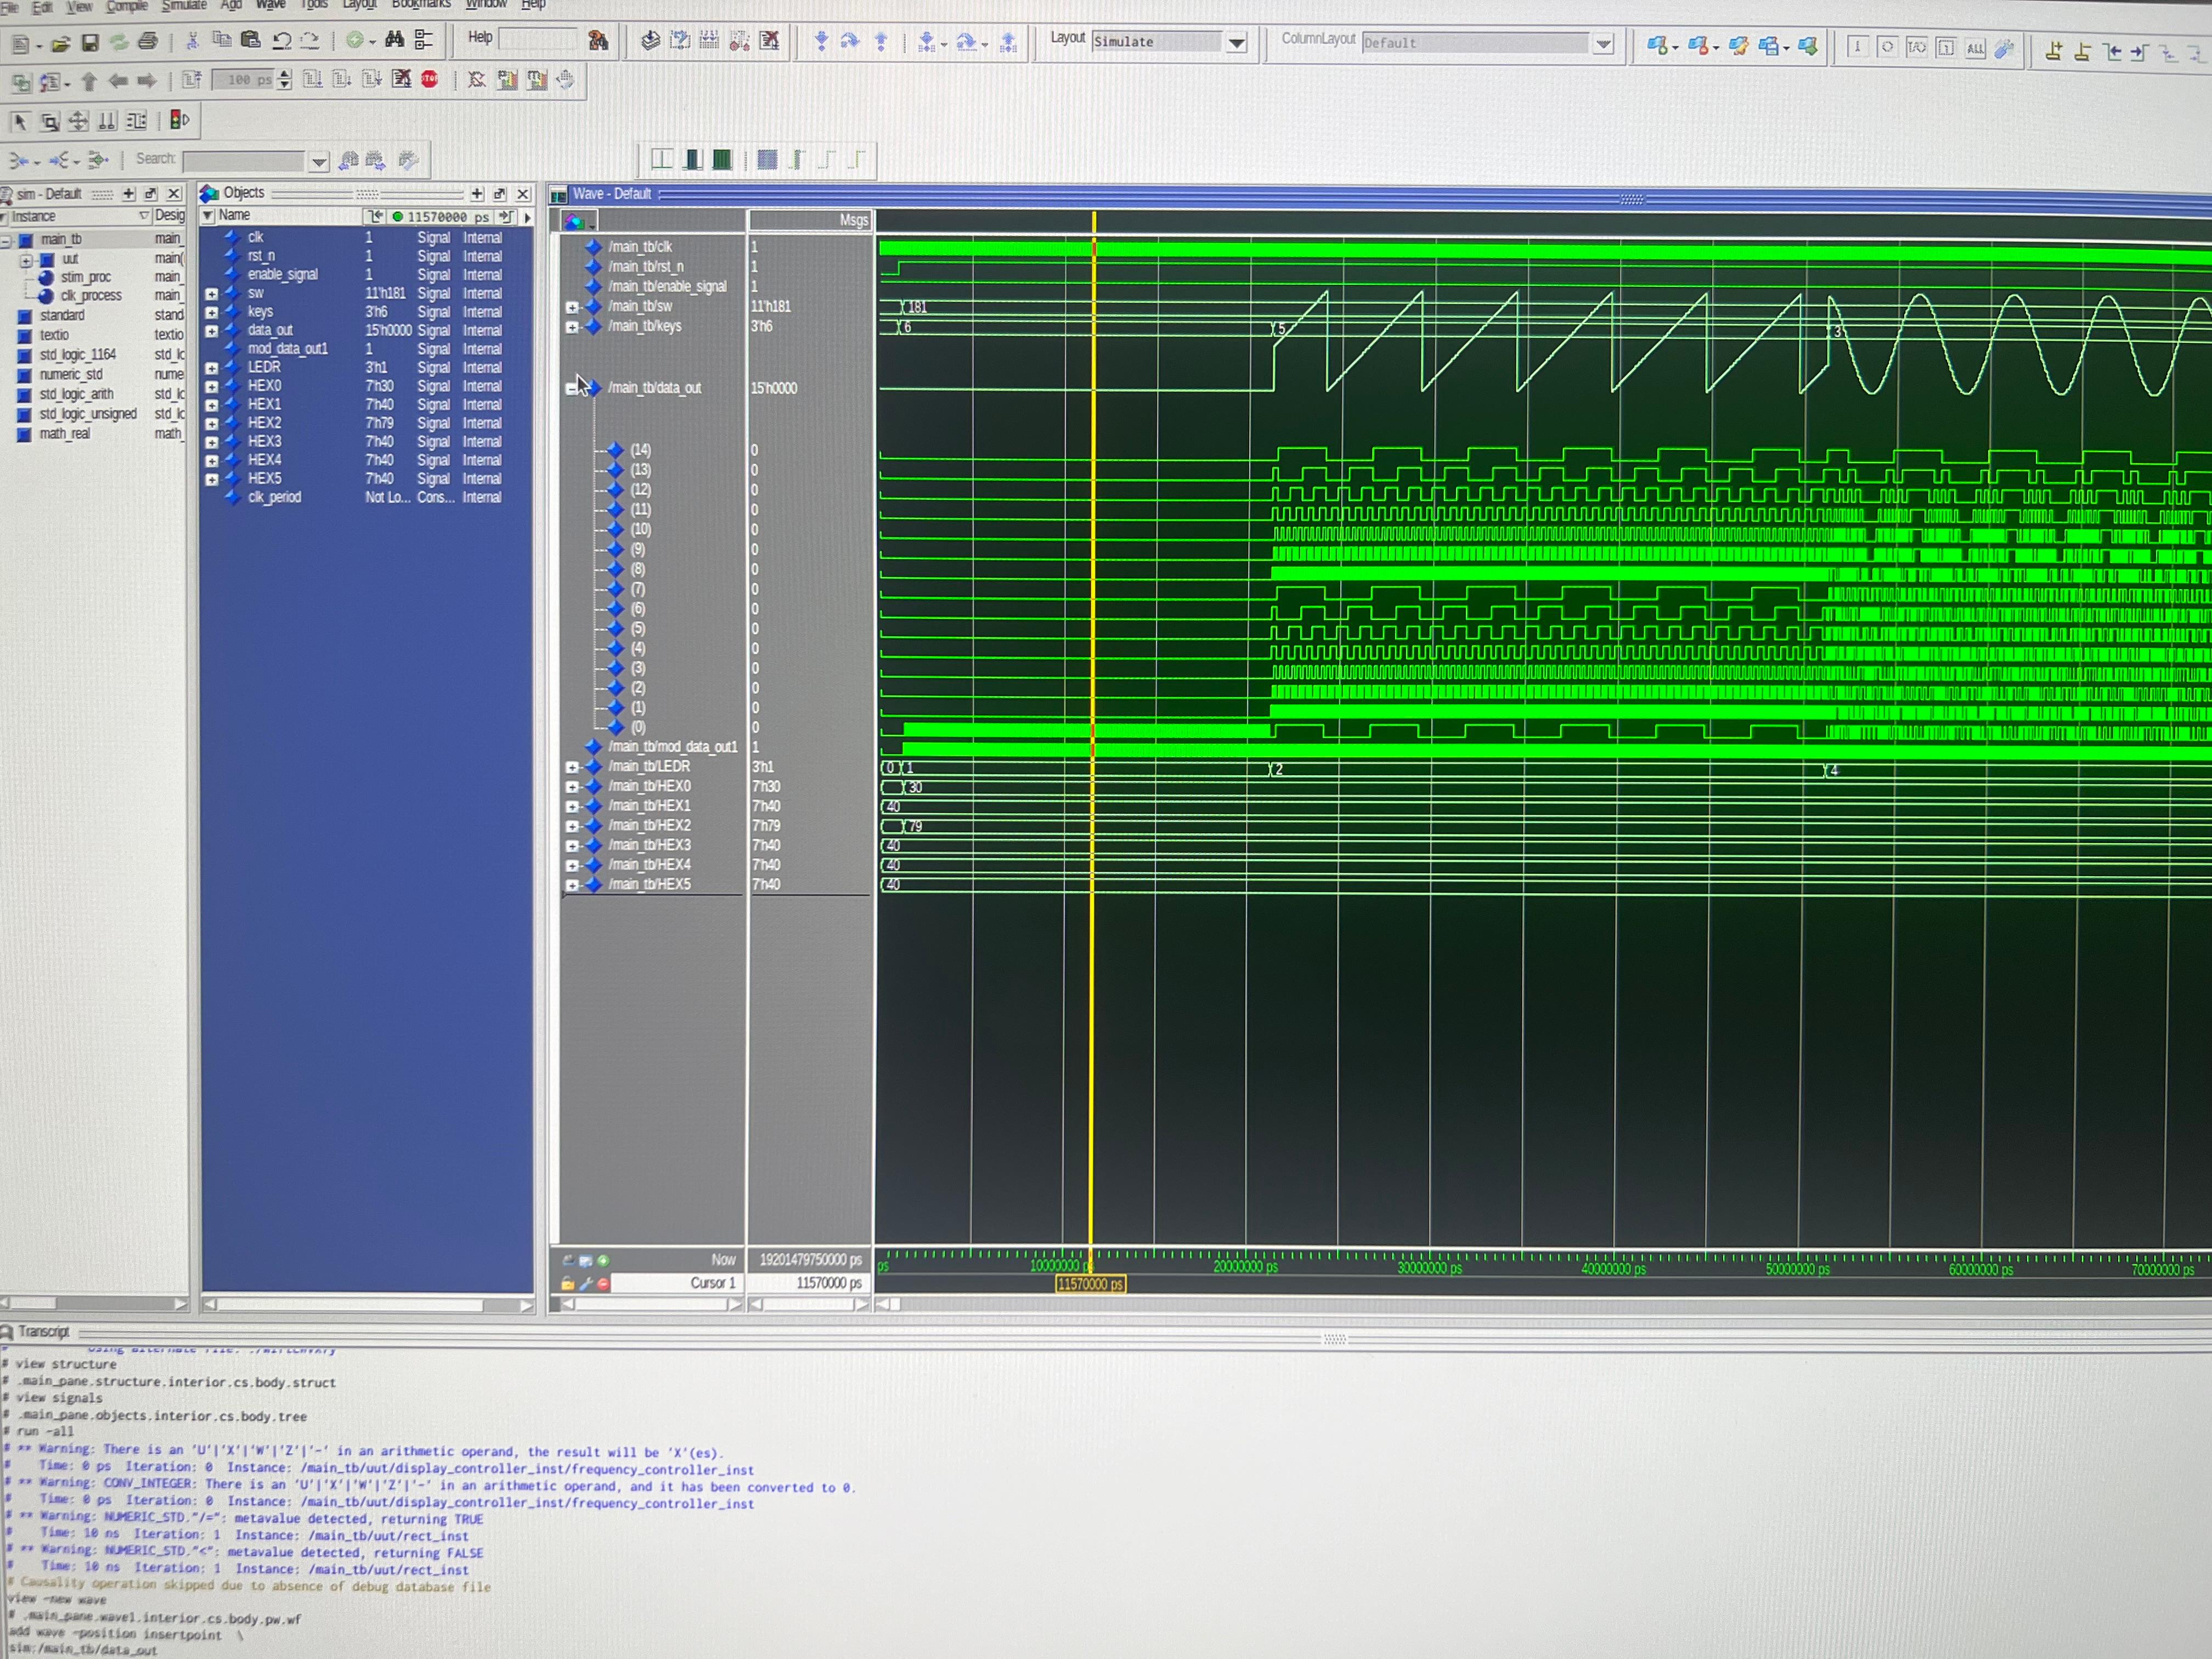 File Edit View Compile Simulate Add Wave Tools Layout Bookmarks Window Help
Help
Layout Simulate
ColumnLayout Default
ALL
100 ps
STOP
Search:
sim - Default
Instance Desig
main_tb main_
uut main(
stim_proc main_
clk_process main_
standard stand
textio textio
std_logic_1164 std_lc
numeric_std nume
std_logic_arith std_lc
std_logic_unsigned std_lc
math_real math_
Objects
Name 11570000 ps
clk 1 Signal Internal
rst_n 1 Signal Internal
enable_signal 1 Signal Internal
sw 11'h181 Signal Internal
keys 3'h6 Signal Internal
data_out 15'h0000 Signal Internal
mod_data_out1 1 Signal Internal
LEDR 3'h1 Signal Internal
HEX0 7'h30 Signal Internal
HEX1 7'h40 Signal Internal
HEX2 7'h79 Signal Internal
HEX3 7'h40 Signal Internal
HEX4 7'h40 Signal Internal
HEX5 7'h40 Signal Internal
clk_period Not Lo... Cons... Internal
Wave - Default
Msgs
/main_tb/clk 1
/main_tb/rst_n 1
/main_tb/enable_signal 1
/main_tb/sw 11'h181 181
/main_tb/keys 3'h6 6 5 3
/main_tb/data_out 15'h0000
(14) 0
(13) 0
(12) 0
(11) 0
(10) 0
(9) 0
(8) 0
(7) 0
(6) 0
(5) 0
(4) 0
(3) 0
(2) 0
(1) 0
(0) 0
/main_tb/mod_data_out1 1
/main_tb/LEDR 3'h1 0 1 2 4
/main_tb/HEX0 7'h30 30
/main_tb/HEX1 7'h40 40
/main_tb/HEX2 7'h79 79
/main_tb/HEX3 7'h40 40
/main_tb/HEX4 7'h40 40
/main_tb/HEX5 7'h40 40
Now 19201479750000 ps
ps 10000000 p 20000000 ps 30000000 ps 40000000 ps 50000000 ps 60000000 ps 70000000 ps
Cursor 1 11570000 ps 11570000 ps
Transcript
# view structure
# .main_pane.structure.interior.cs.body.struct
# view signals
# .main_pane.objects.interior.cs.body.tree
# run -all
# ** Warning: There is an 'U'|'X'|'W'|'Z'|'-' in an arithmetic operand, the result will be 'X'(es).
# Time: 0 ps Iteration: 0 Instance: /main_tb/uut/display_controller_inst/frequency_controller_inst
# ** Warning: CONV_INTEGER: There is an 'U'|'X'|'W'|'Z'|'-' in an arithmetic operand, and it has been converted to 0.
# Time: 0 ps Iteration: 0 Instance: /main_tb/uut/display_controller_inst/frequency_controller_inst
# ** Warning: NUMERIC_STD."/=": metavalue detected, returning TRUE
# Time: 10 ns Iteration: 1 Instance: /main_tb/uut/rect_inst
# ** Warning: NUMERIC_STD."<": metavalue detected, returning FALSE
# Time: 10 ns Iteration: 1 Instance: /main_tb/uut/rect_inst
# Causality operation skipped due to absence of debug database file
view -new wave
# .main_pane.wave1.interior.cs.body.pw.wf
add wave -position insertpoint \
sim:/main_tb/data_out